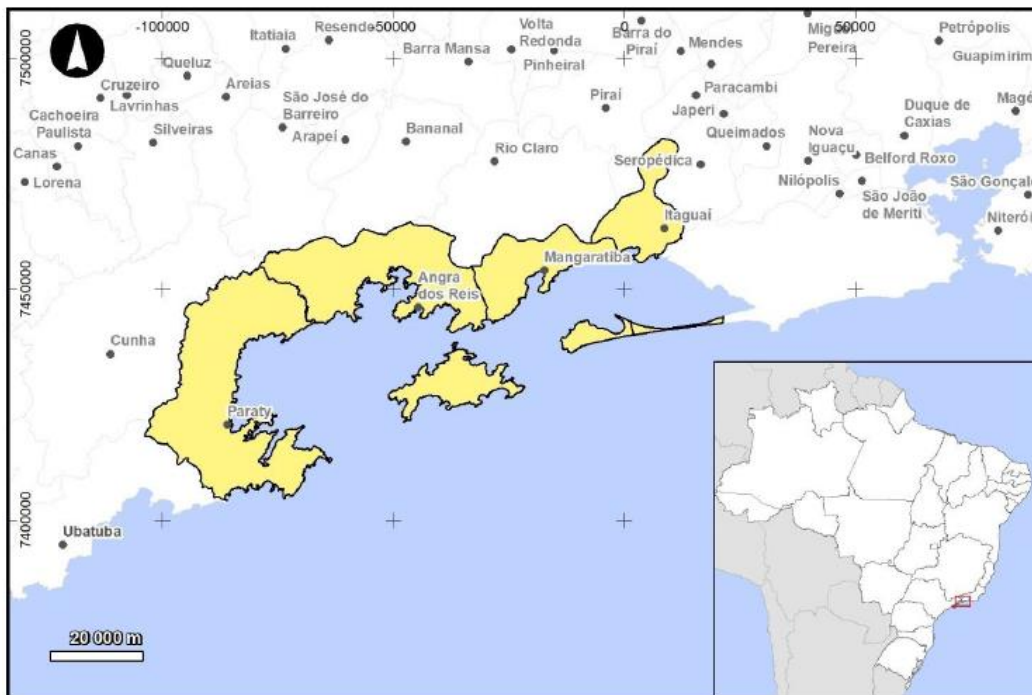 -100000
-50000
0
50000
7500000
7450000
7400000
Itatiaia
Resende
Volta
Redonda
Barra do
Piraí
Miguel
Pereira
Petrópolis
Queluz
Barra Mansa
Pinheiral
Mendes
Guapimirim
Cruzeiro
Lavrinhas
Areias
São José do
Barreiro
Piraí
Paracambi
Japeri
Duque de
Caxias
Magé
Cachoeira
Paulista
Silveiras
Arapeí
Bananal
Rio Claro
Queimados
Nova
Iguaçu
Belford Roxo
Canas
Lorena
Seropédica
Nilópolis
São João
de Meriti
São Gonçalo
Niterói
Itaguaí
Mangaratiba
Angra
dos Reis
Cunha
Paraty
Ubatuba
20 000 m